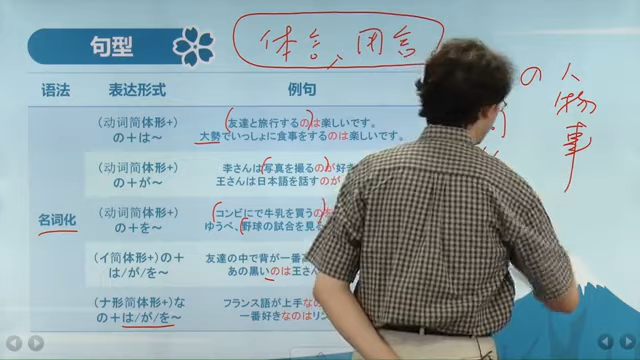 句型
体言、用言
の
人
物
事
语法 表达形式 例句
名词化
(动词简体形+)
の+は～
友達と旅行するのは楽しいです。
大勢でいっしょに食事をするのは楽しいです。
(动词简体形+)
の+が～
李さんは写真を撮るのが好き
王さんは日本語を話すのが
(动词简体形+)
の+を～
コンビニで牛乳を買う
ゆうべ、野球の試合を見る
(イ简体形+)の+
は/が/を～
友達の中で背が一番
あの黒いのは王さん
(ナ形简体形+)な
の+は/が/を～
フランス語が上手な
一番好きなのはリン